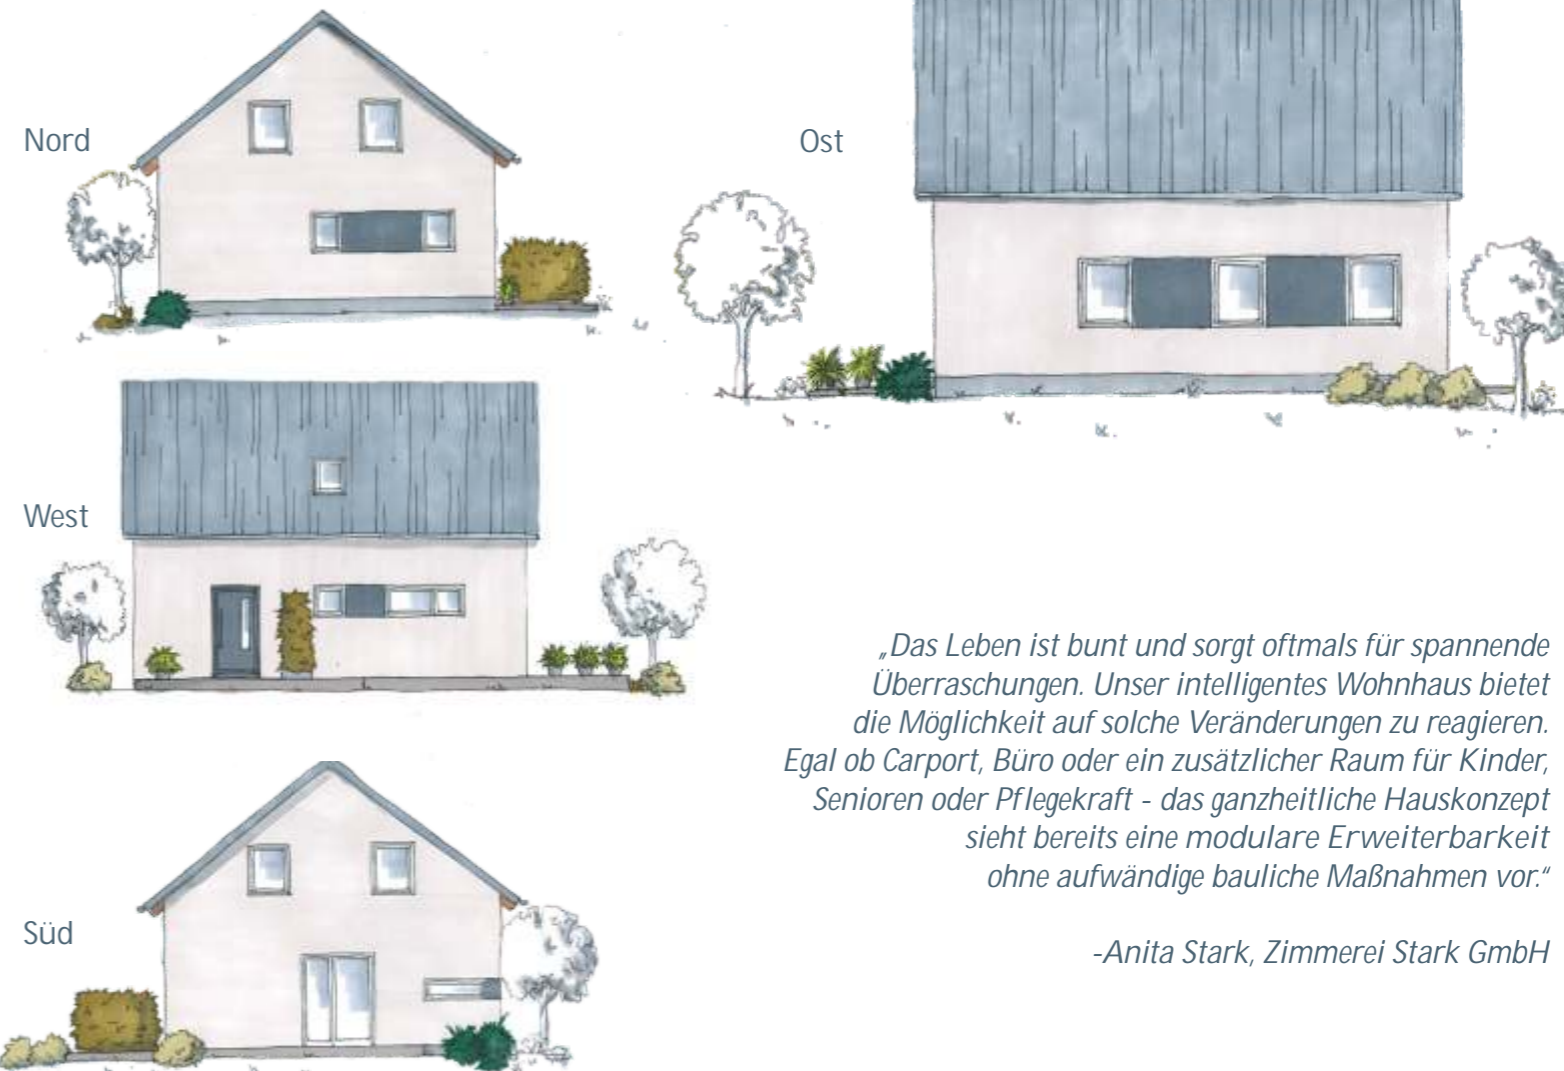 Nord
Ost
West
Süd
„Das Leben ist bunt und sorgt oftmals für spannende
Überraschungen. Unser intelligentes Wohnhaus bietet
die Möglichkeit auf solche Veränderungen zu reagieren.
Egal ob Carport, Büro oder ein zusätzlicher Raum für Kinder,
Senioren oder Pflegekraft - das ganzheitliche Hauskonzept
sieht bereits eine modulare Erweiterbarkeit
ohne aufwändige bauliche Maßnahmen vor.“
-Anita Stark, Zimmerei Stark GmbH